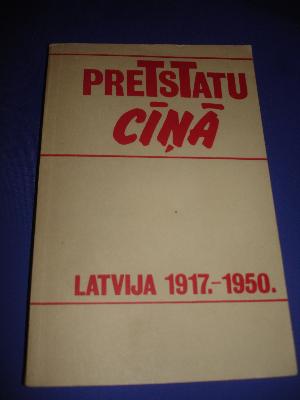 PRETSTATU
CĪŅĀ
LATVIJA 1917.–1950.